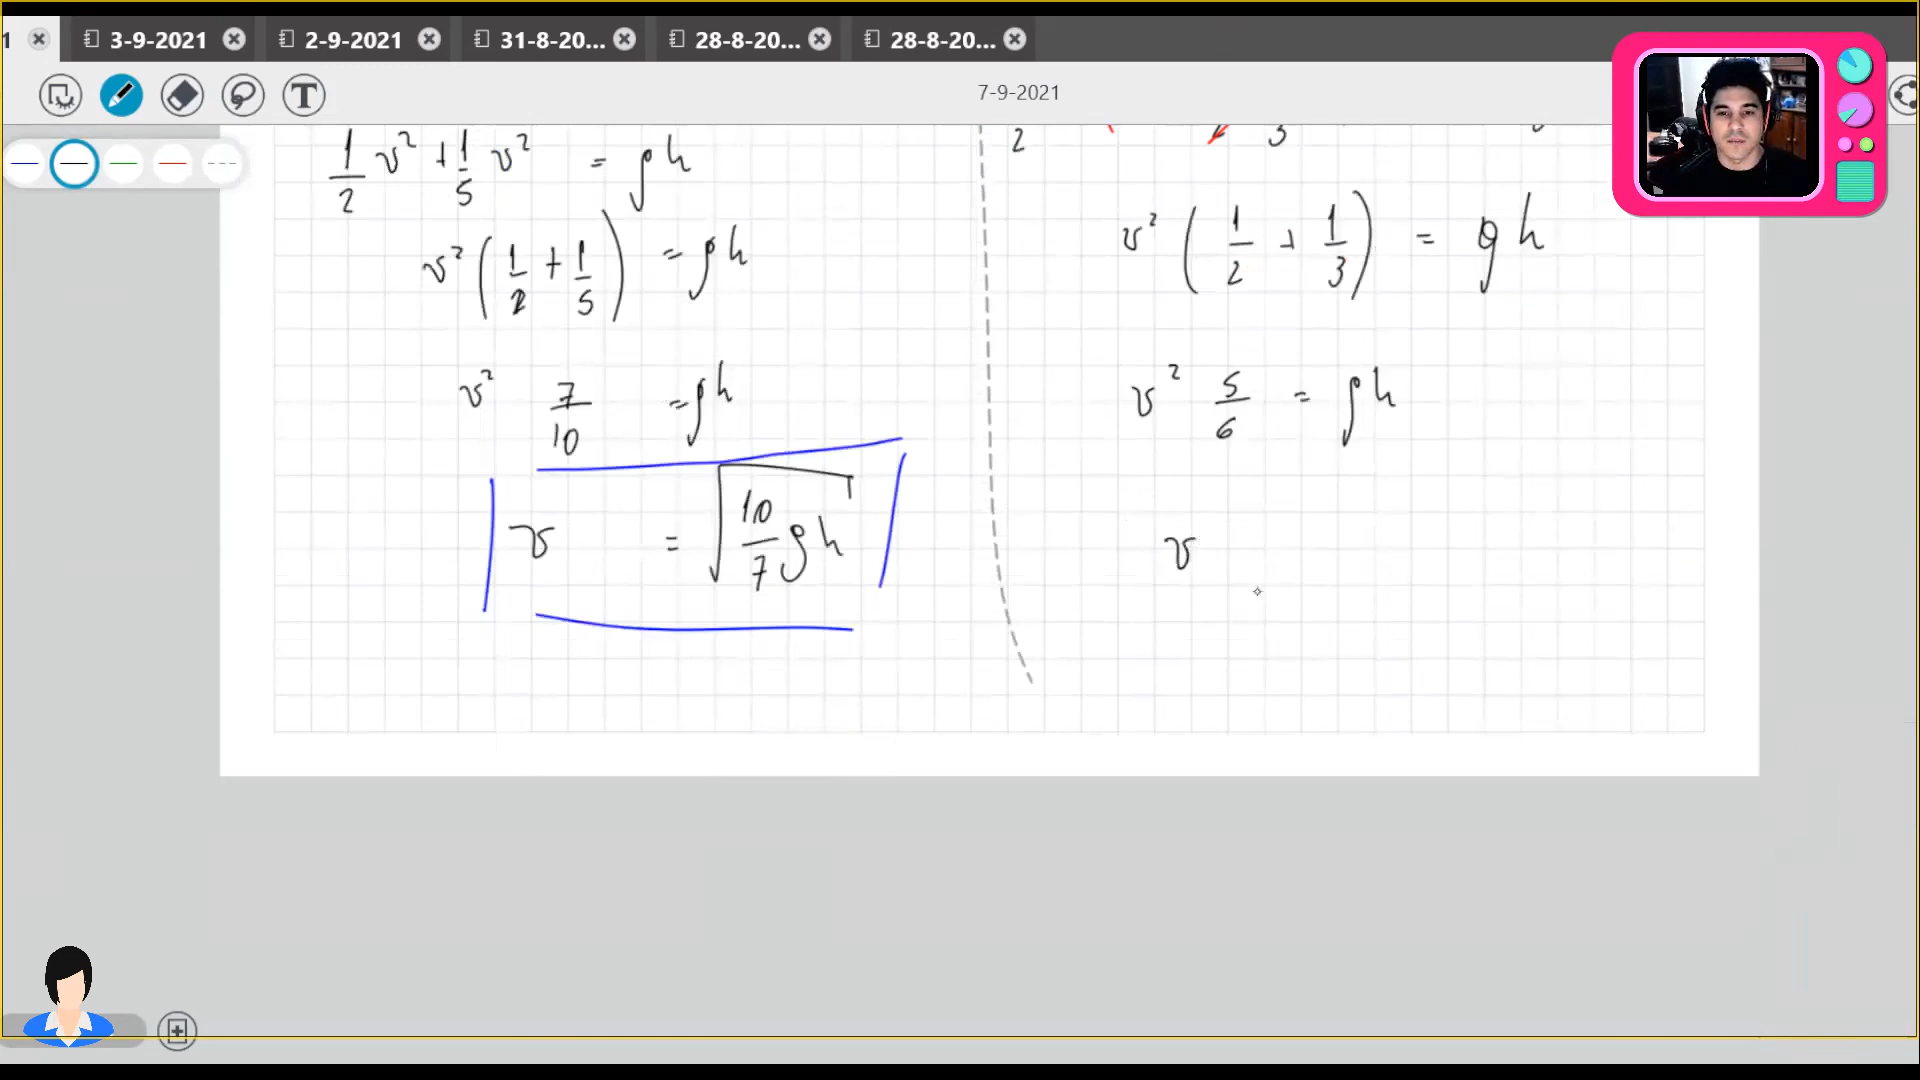 1
3-9-2021
2-9-2021
31-8-20...
28-8-20...
28-8-20...
T
7-9-2021
1/2 v² + 1/5 v² = gh
v² (1/2 + 1/5) = gh
v² 7/10 = gh
v = √(10/7 gh)
2 3
v² (1/2 + 1/3) = gh
v² 5/6 = gh
v